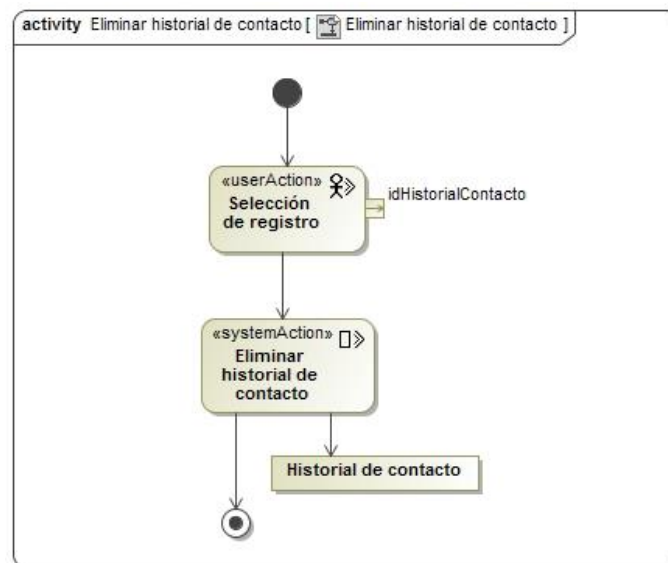 activity Eliminar historial de contacto [ Eliminar historial de contacto ]
«userAction»
Selección
de registro
idHistorialContacto
«systemAction»
Eliminar
historial de
contacto
Historial de contacto